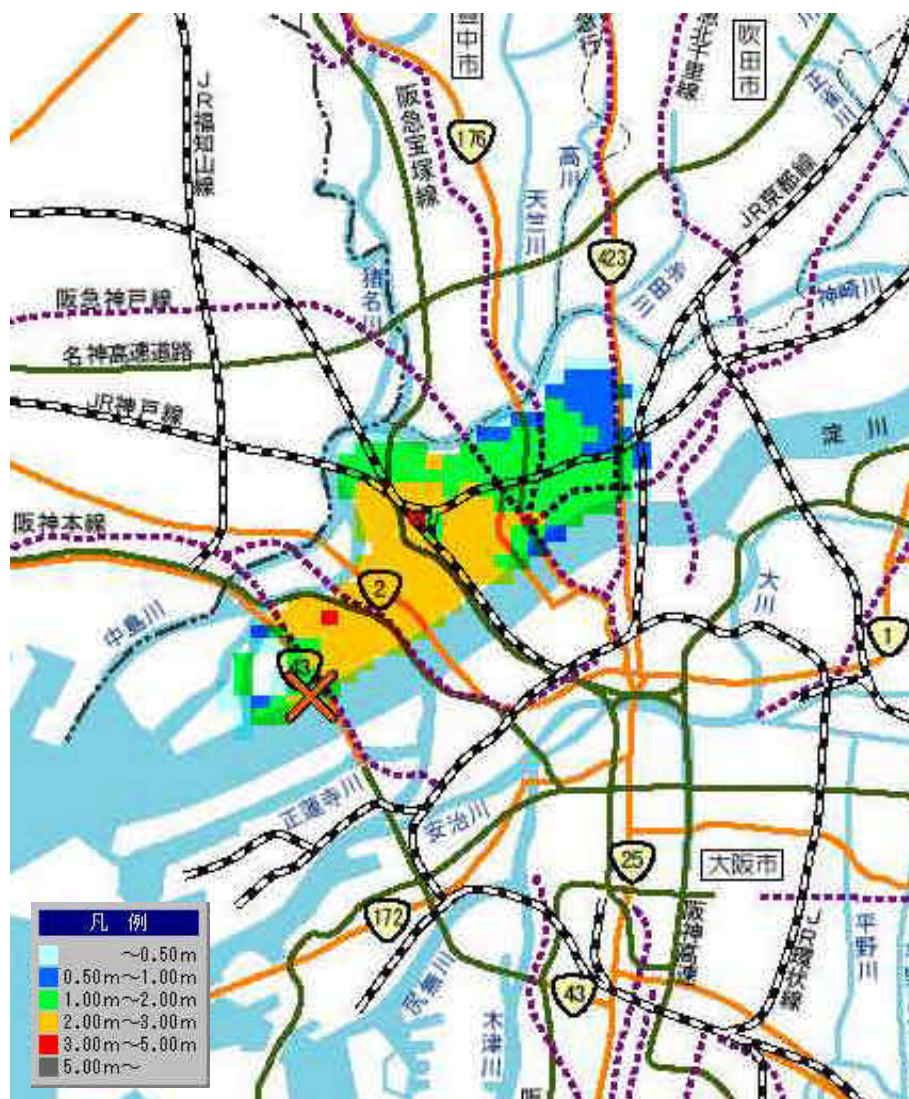 豊中市
吹田市
JR福知山線
阪急宝塚線
176
高川
天竺川
JR京都線
423
糸田川
神崎川
猪名川
阪急神戸線
名神高速道路
JR神戸線
淀川
阪神本線
2
大川
中島川
1
43
正蓮寺川
安治川
25
大阪市
172
阪神高速
JR環状線
平野川
尻無川
43
木津川
凡例
~0.50m
0.50m~1.00m
1.00m~2.00m
2.00m~3.00m
3.00m~5.00m
5.00m~